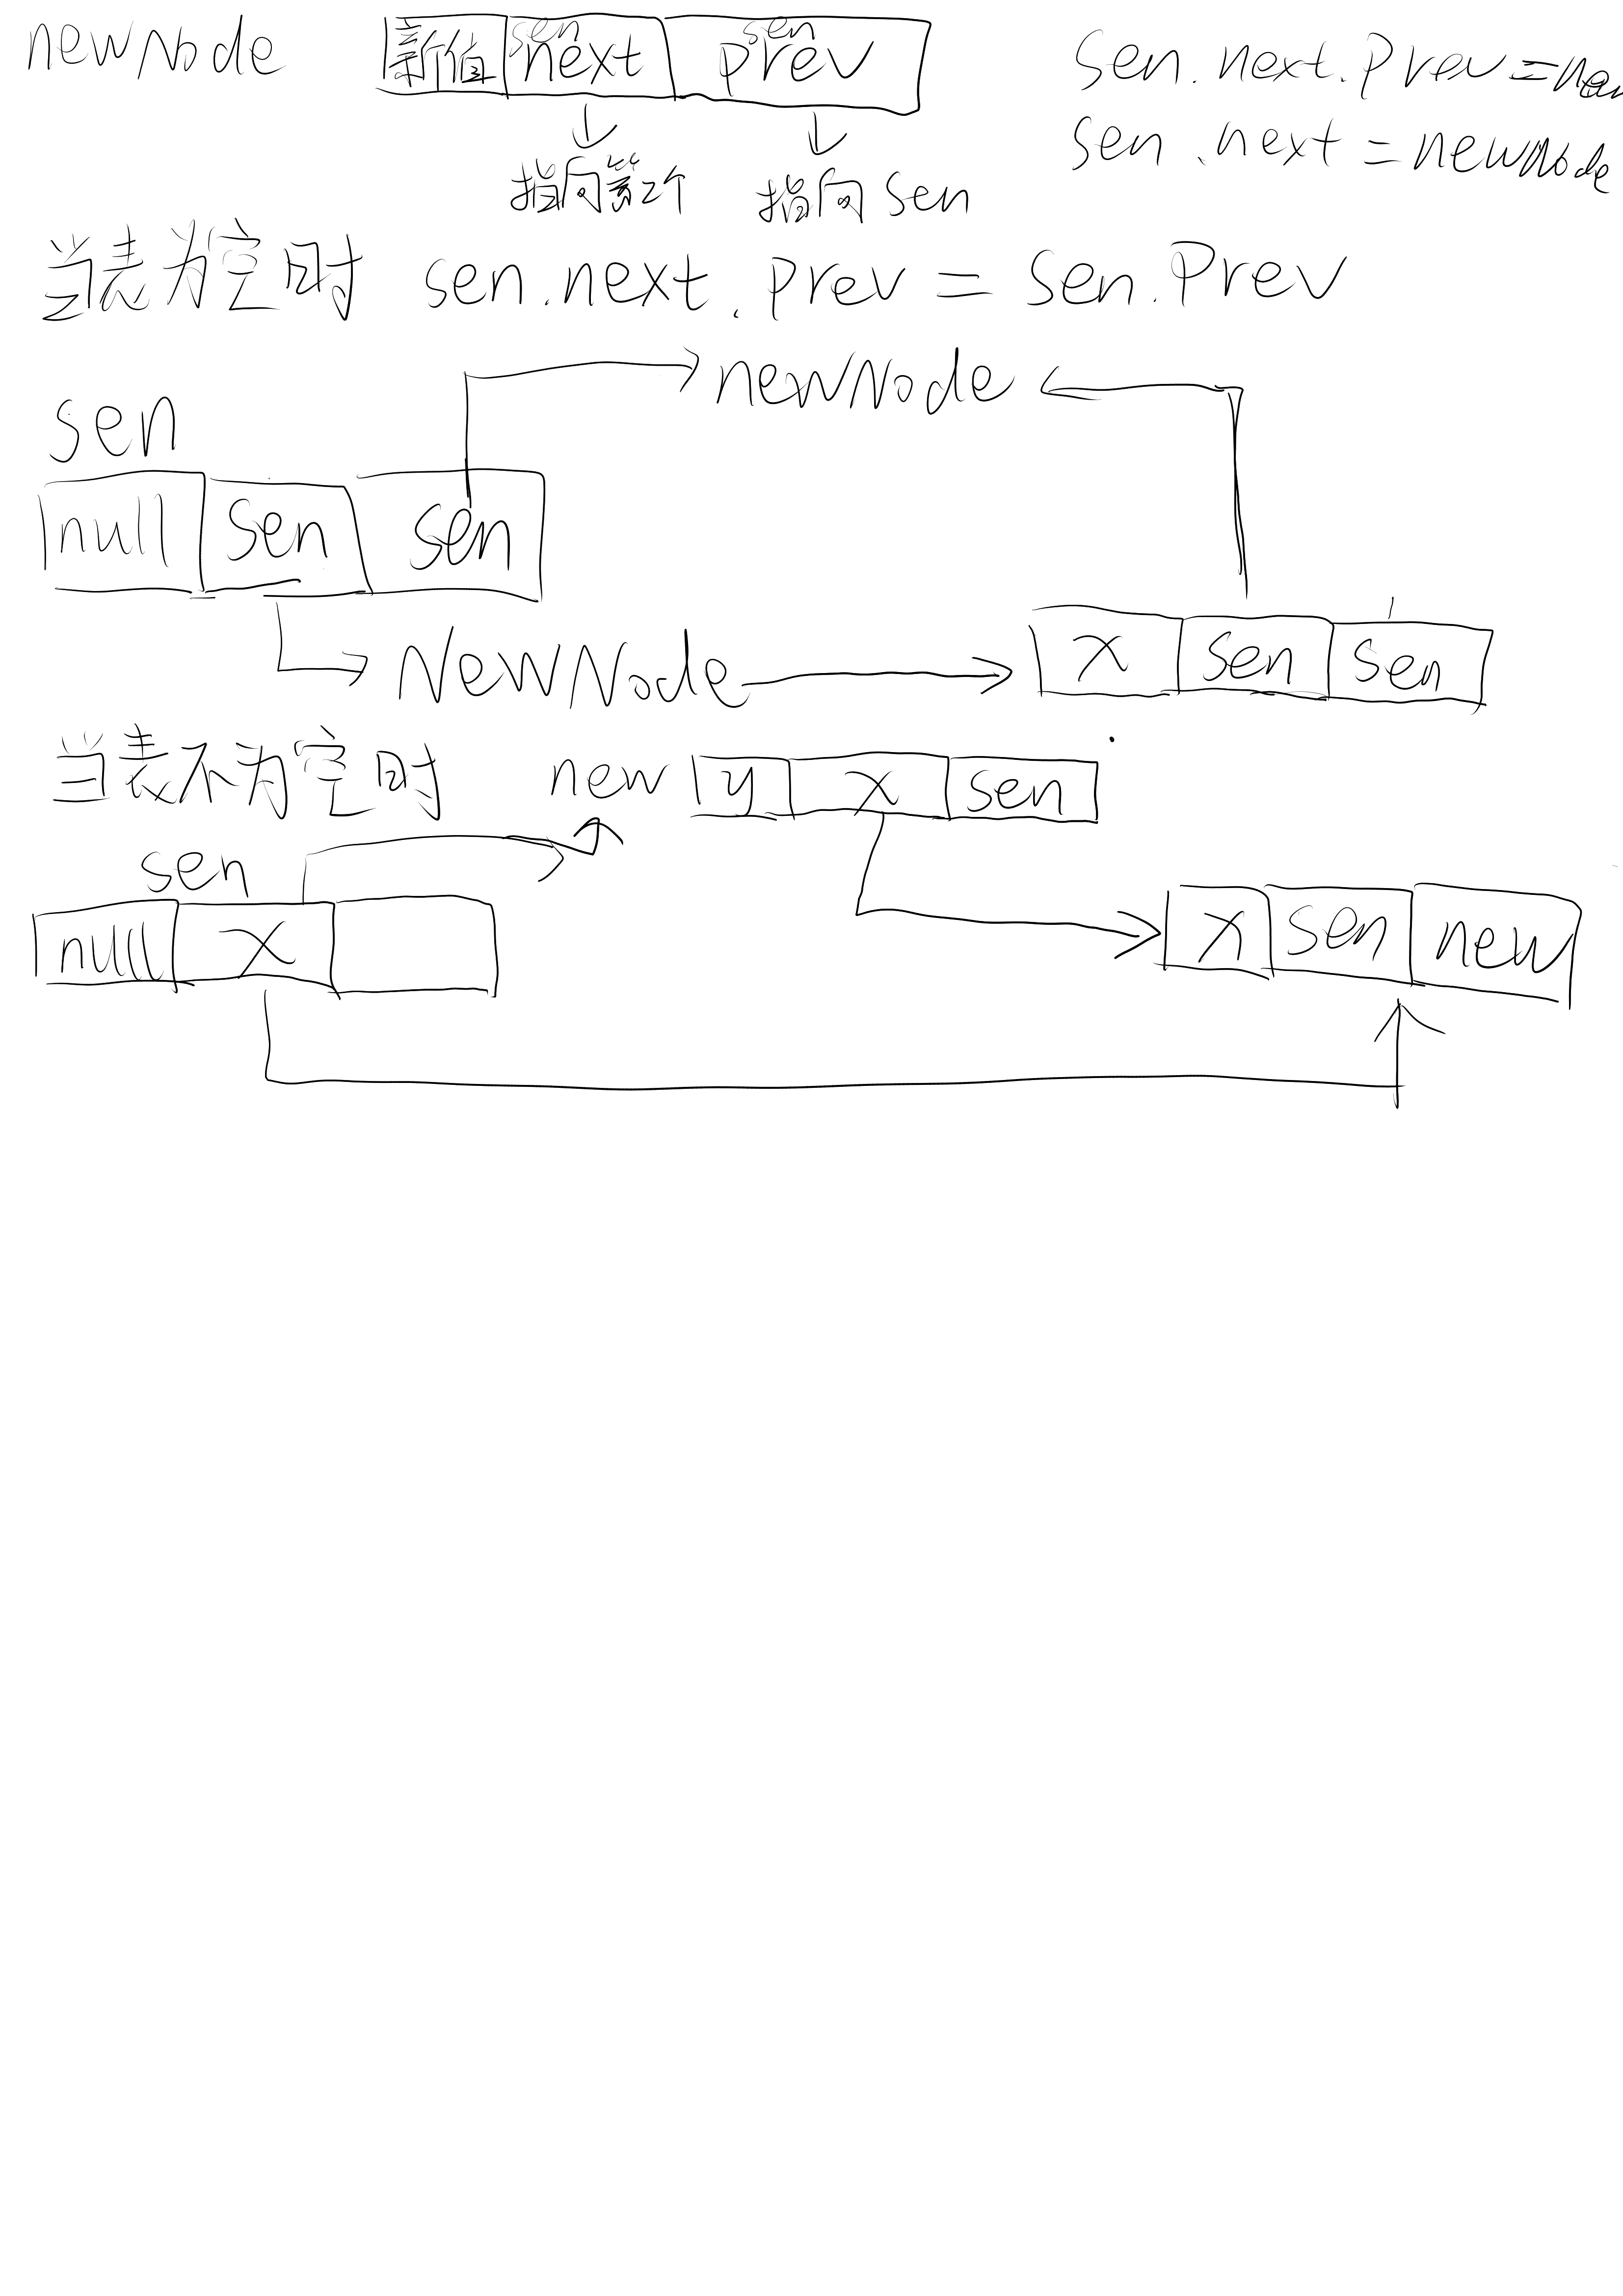 newNode 新值 sen next sen prev sen.next.prev=new
指向第2个 指向sen sen.next=newNode
当表为空时 sen.next.prev = sen.prev
newNode
sen
null sen sen
NewNode x sen sen
当表不为空时 new y x sen
sen
null x x sen new